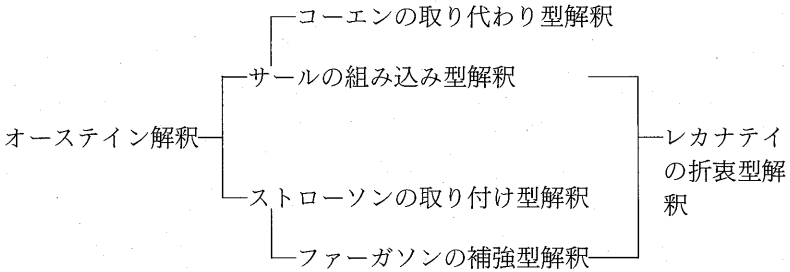 コーエンの取り代わり型解釈
サールの組み込み型解釈
オーステイン解釈
レカナテイ
の折衷型解
釈
ストローソンの取り付け型解釈
ファーガソンの補強型解釈